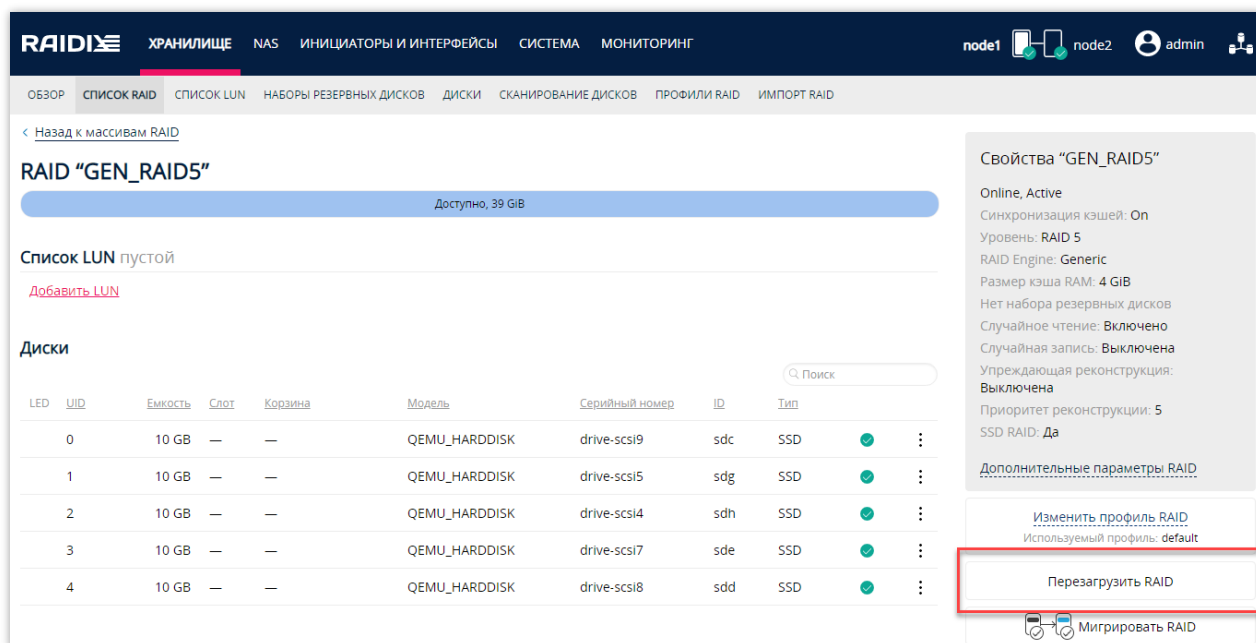 RAIDIX ХРАНИЛИЩЕ NAS ИНИЦИАТОРЫ И ИНТЕРФЕЙСЫ СИСТЕМА МОНИТОРИНГ node1 node2 admin
ОБЗОР СПИСОК RAID СПИСОК LUN НАБОРЫ РЕЗЕРВНЫХ ДИСКОВ ДИСКИ СКАНИРОВАНИЕ ДИСКОВ ПРОФИЛИ RAID ИМПОРТ RAID
< Назад к массивам RAID
RAID “GEN_RAID5”
Доступно, 39 GiB
Список LUN пустой
Добавить LUN
Диски
Поиск
LED UID Емкость Слот Корзина Модель Серийный номер ID Тип
0 10 GB — — QEMU_HARDDISK drive-scsi9 sdc SSD
1 10 GB — — QEMU_HARDDISK drive-scsi5 sdg SSD
2 10 GB — — QEMU_HARDDISK drive-scsi4 sdh SSD
3 10 GB — — QEMU_HARDDISK drive-scsi7 sde SSD
4 10 GB — — QEMU_HARDDISK drive-scsi8 sdd SSD
Свойства “GEN_RAID5”
Online, Active
Синхронизация кэшей: On
Уровень: RAID 5
RAID Engine: Generic
Размер кэша RAM: 4 GiB
Нет набора резервных дисков
Случайное чтение: Включено
Случайная запись: Выключена
Упреждающая реконструкция:
Выключена
Приоритет реконструкции: 5
SSD RAID: Да
Дополнительные параметры RAID
Изменить профиль RAID
Используемый профиль: default
Перезагрузить RAID
Мигрировать RAID